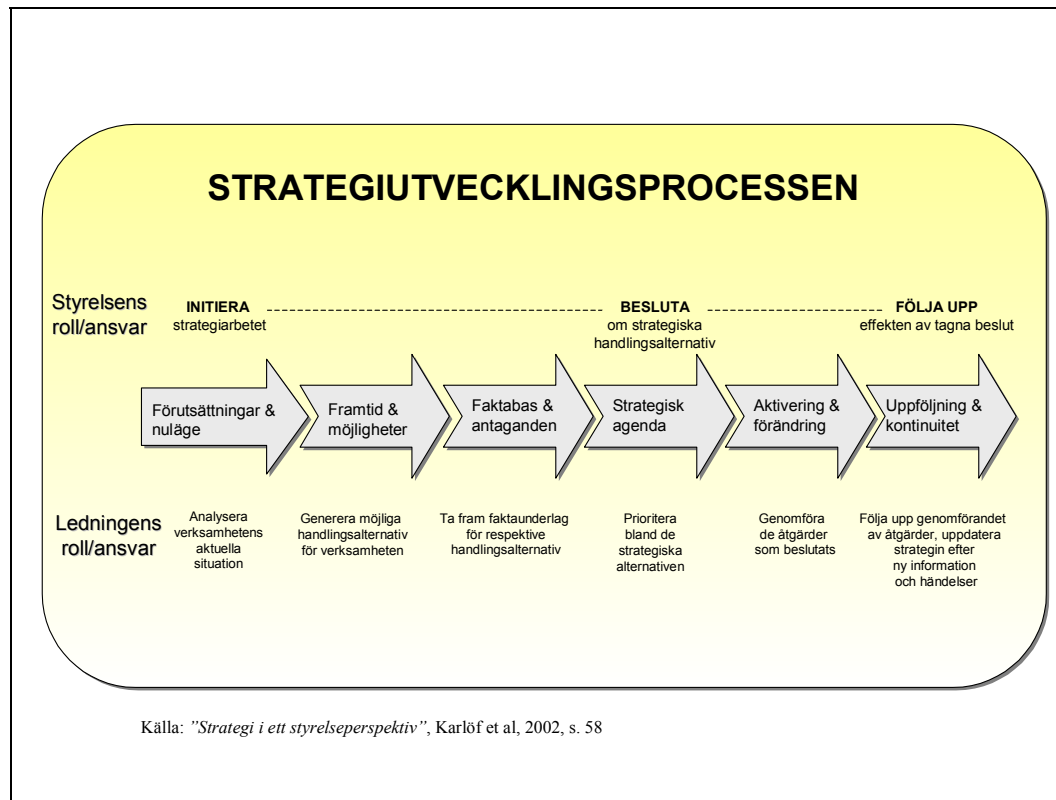 STRATEGIUTVECKLINGSPROCESSEN
Styrelsens
roll/ansvar
INITIERA
strategiarbetet
BESLUTA
om strategiska
handlingsalternativ
FÖLJA UPP
effekten av tagna beslut
Förutsättningar &
nuläge
Framtid &
möjligheter
Faktabas &
antaganden
Strategisk
agenda
Aktivering &
förändring
Uppföljning &
kontinuitet
Ledningens
roll/ansvar
Analysera
verksamhetens
aktuella
situation
Generera möjliga
handlingsalternativ
för verksamheten
Ta fram faktaunderlag
för respektive
handlingsalternativ
Prioritera
bland de
strategiska
alternativen
Genomföra
de åtgärder
som beslutats
Följa upp genomförandet
av åtgärder, uppdatera
strategin efter
ny information
och händelser
Källa: ”Strategi i ett styrelseperspektiv”, Karlöf et al, 2002, s. 58